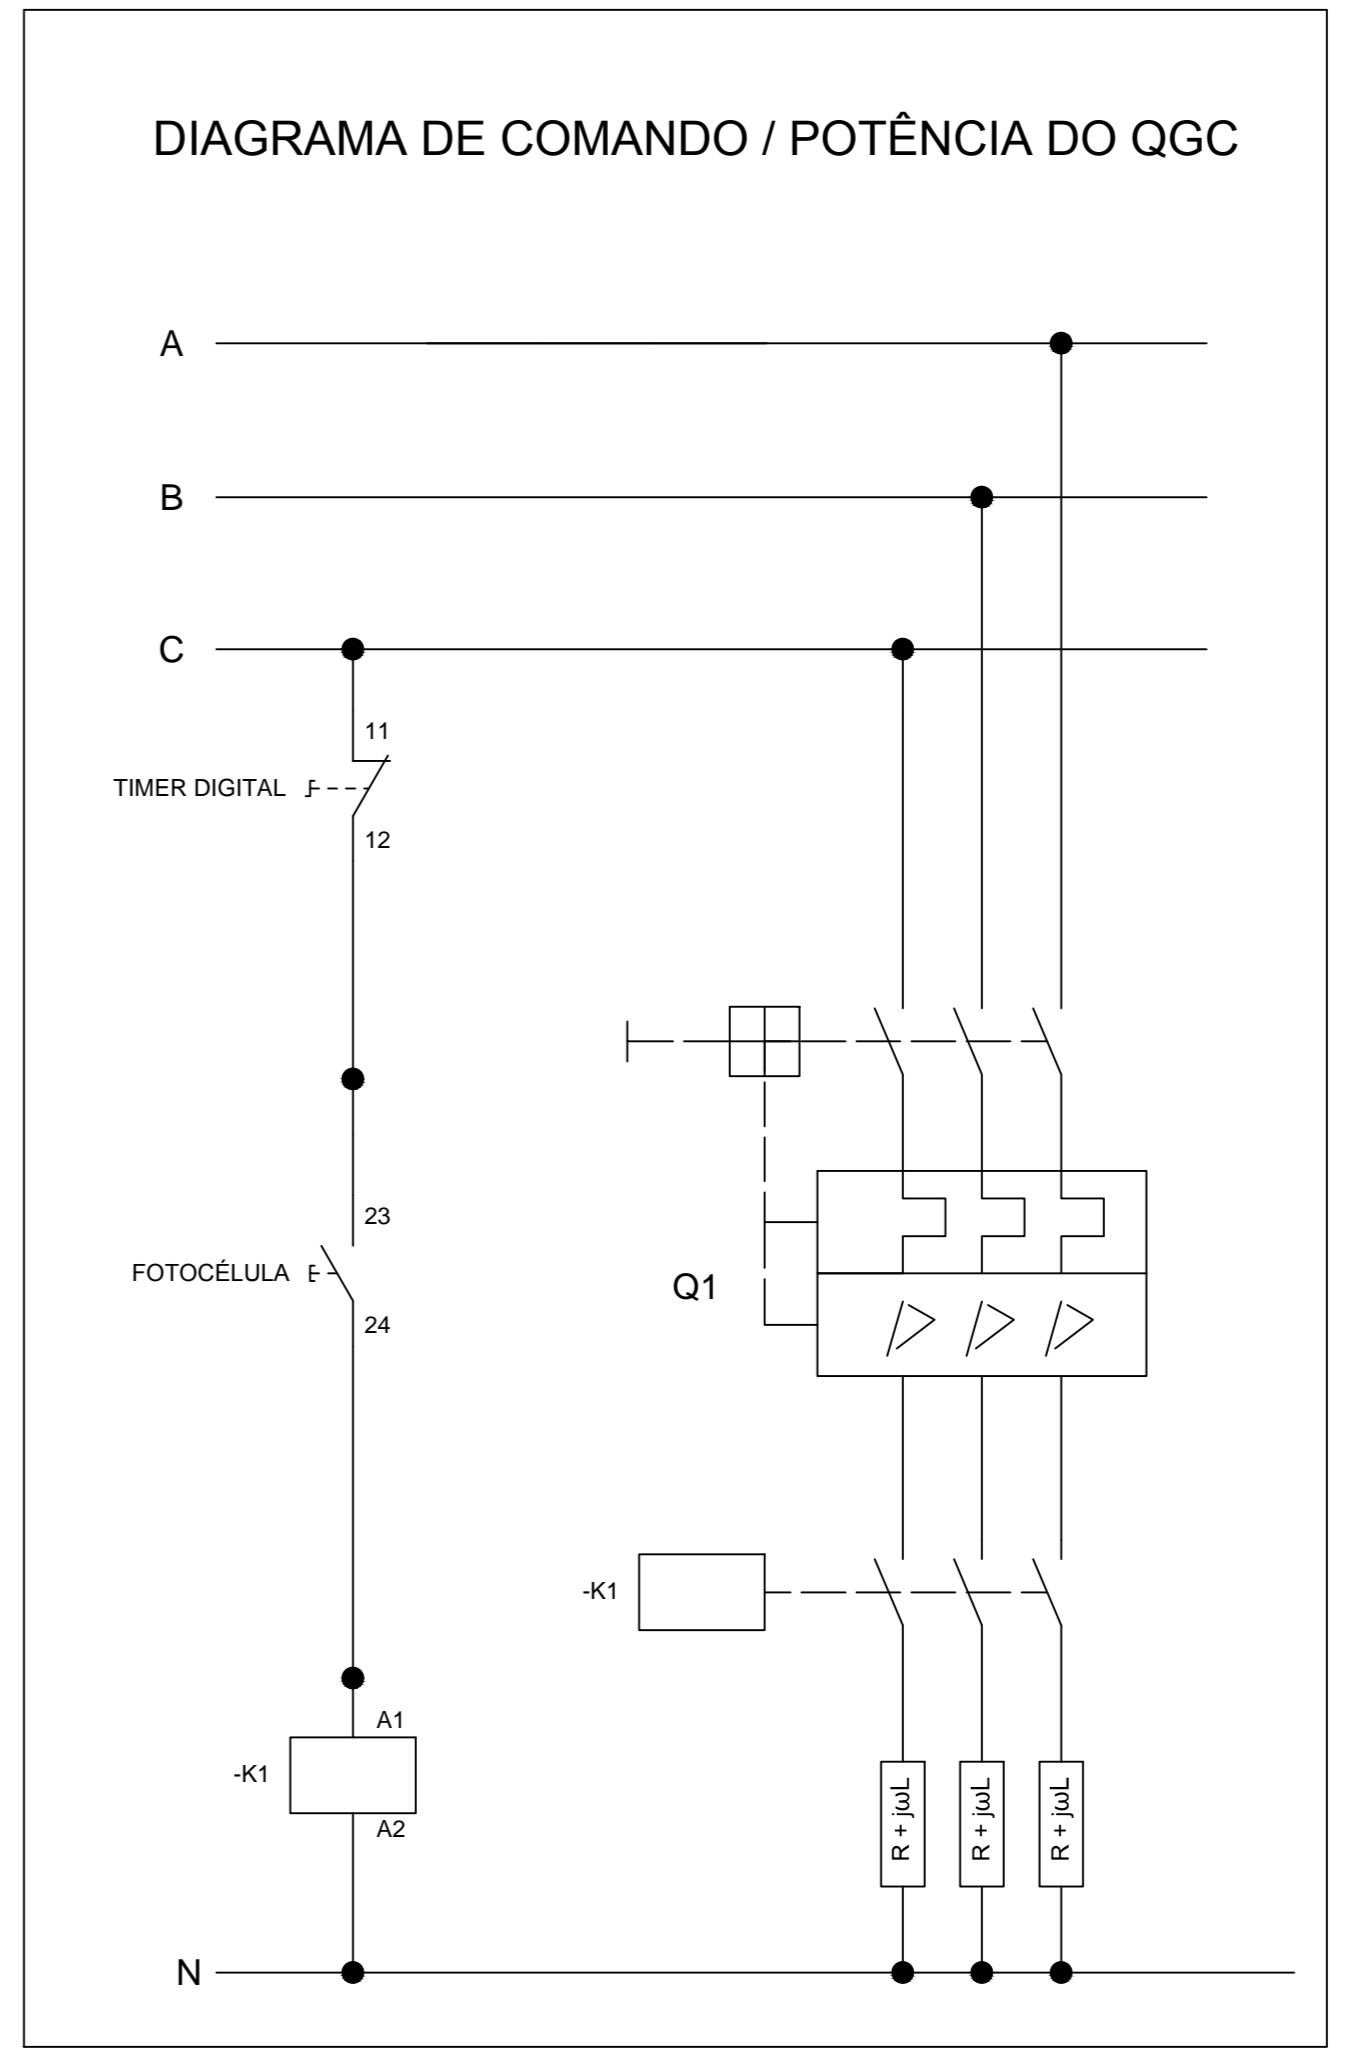 DIAGRAMA DE COMANDO / POTÊNCIA DO QGC
A
B
C
11
TIMER DIGITAL
12
23
FOTOCÉLULA
24
Q1
-K1
A1
-K1
A2
R + jωL
R + jωL
R + jωL
N